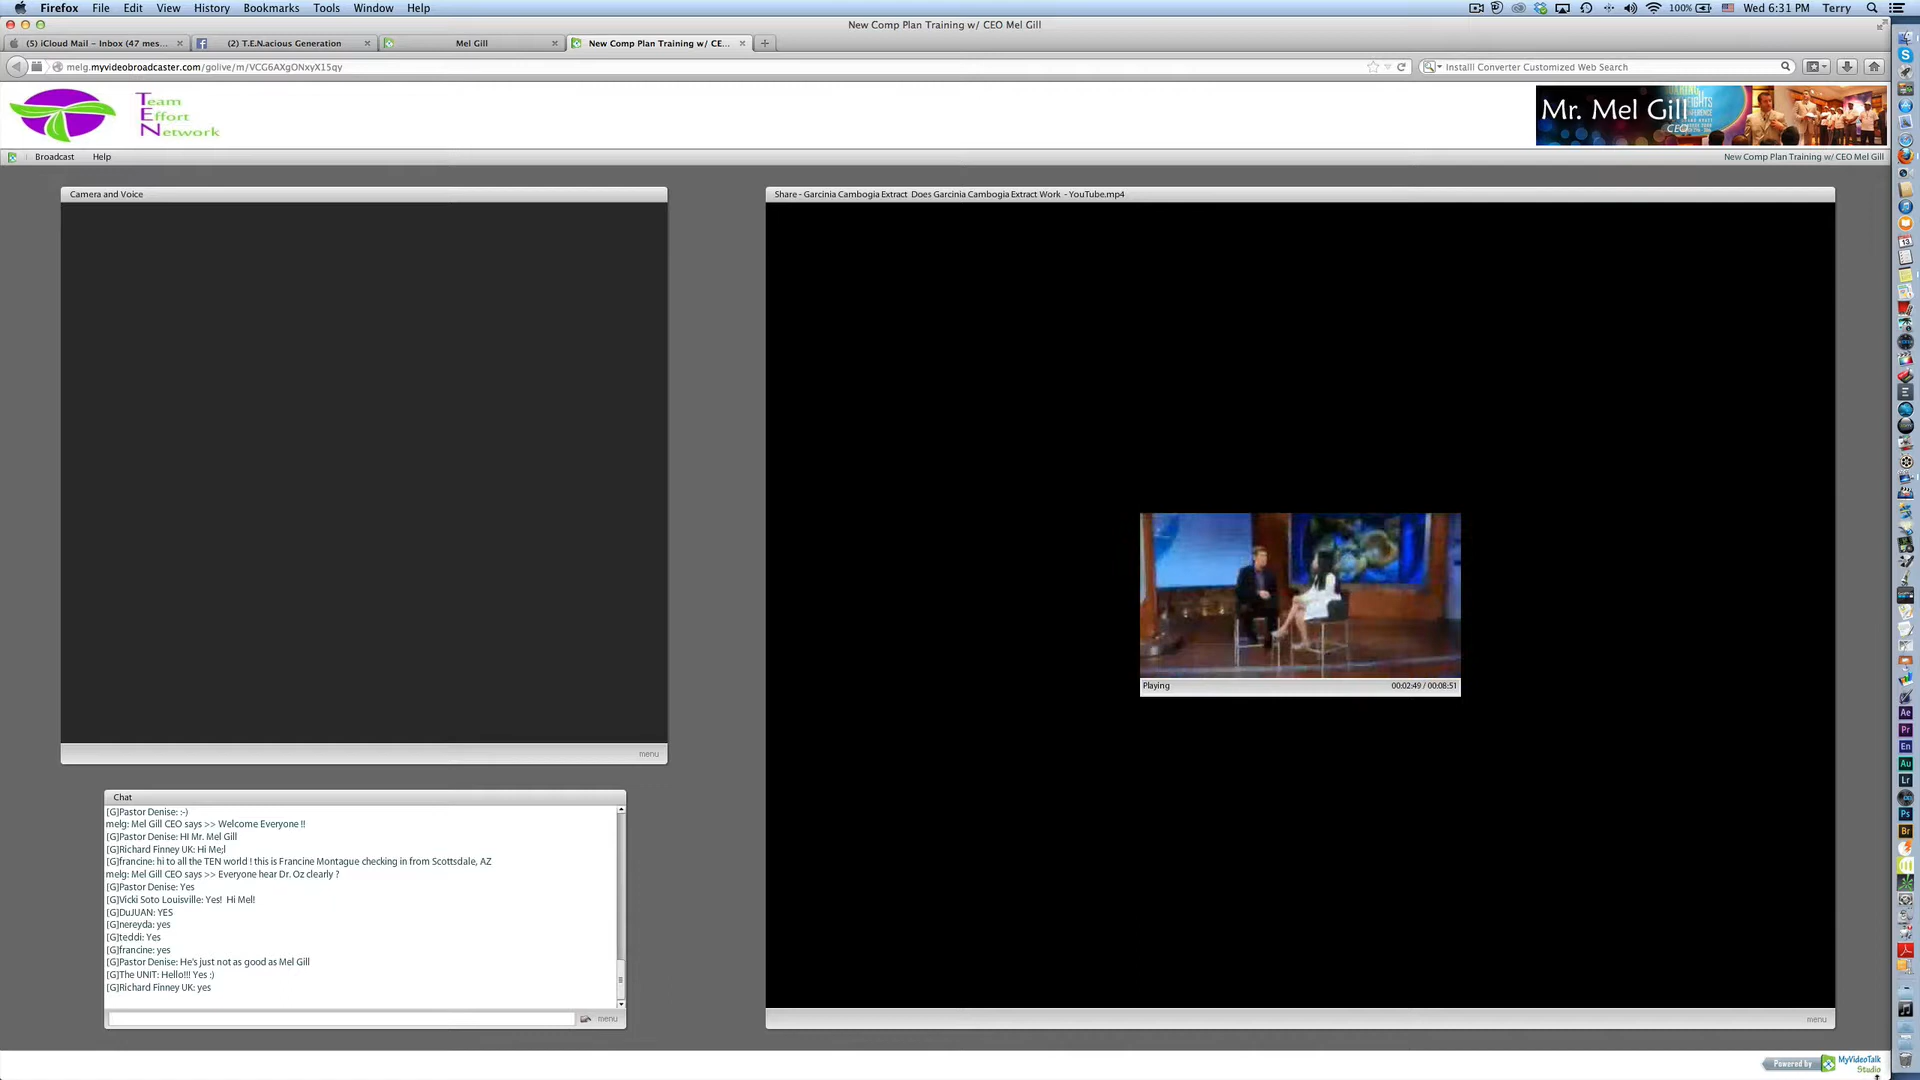 Firefox File Edit View History Bookmarks Tools Window Help
100% Wed 6:31 PM Terry
New Comp Plan Training w/ CEO Mel Gill
(5) iCloud Mail – Inbox (47 mes...
(2) T.E.N.acious Generation
Mel Gill
New Comp Plan Training w/ CE...
melg.myvideobroadcaster.com/golive/m/VCG6AXgONxyX15qy
Installl Converter Customized Web Search
Team
Effort
Network
Mr. Mel Gill
CEO
Broadcast Help
New Comp Plan Training w/ CEO Mel Gill
Camera and Voice
menu
Share - Garcinia Cambogia Extract Does Garcinia Cambogia Extract Work - YouTube.mp4
Playing 00:02:49 / 00:08:51
menu
Chat
[G]Pastor Denise: :-)
melg: Mel Gill CEO says >> Welcome Everyone !!
[G]Pastor Denise: HI Mr. Mel Gill
[G]Richard Finney UK: Hi Me;l
[G]francine: hi to all the TEN world ! this is Francine Montague checking in from Scottsdale, AZ
melg: Mel Gill CEO says >> Everyone hear Dr. Oz clearly ?
[G]Pastor Denise: Yes
[G]Vicki Soto Louisville: Yes! Hi Mel!
[G]DuJUAN: YES
[G]nereyda: yes
[G]teddi: Yes
[G]francine: yes
[G]Pastor Denise: He's just not as good as Mel Gill
[G]The UNIT: Hello!!! Yes :)
[G]Richard Finney UK: yes
menu
Powered by MyVideoTalk
Studio
Ae
Pr
En
Au
Lr
Ps
Br